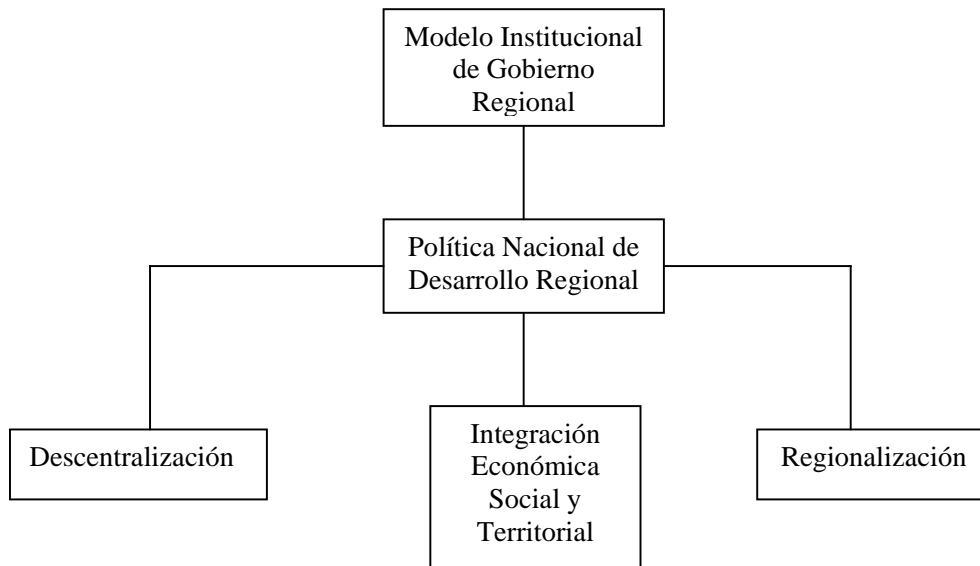 Modelo Institucional
de Gobierno
Regional
Política Nacional de
Desarrollo Regional
Descentralización
Integración
Económica
Social y
Territorial
Regionalización